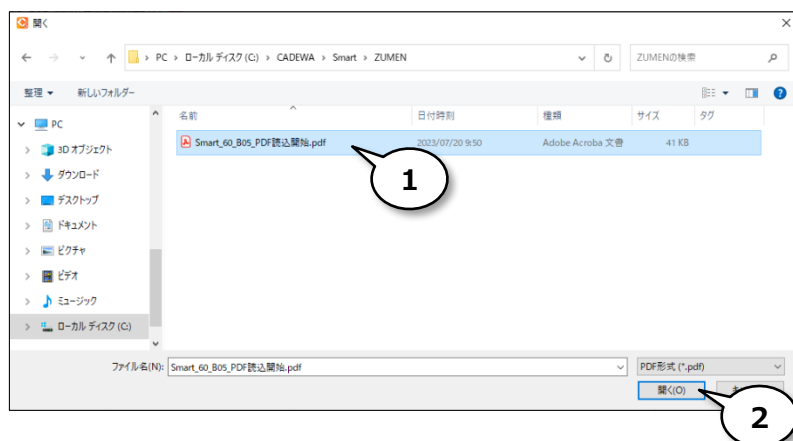 開く
PC > ローカル ディスク (C:) > CADEWA > Smart > ZUMEN
ZUMENの検索
整理 新しいフォルダー
名前 日付時刻 種類 サイズ タグ
Smart_60_B05_PDF読込開始.pdf 2023/07/20 9:50 Adobe Acroba 文書 41 KB
PC
3D オブジェクト
ダウンロード
デスクトップ
ドキュメント
ピクチャ
ビデオ
ミュージック
ローカル ディスク (C:)
1
ファイル名(N): Smart_60_B05_PDF読込開始.pdf PDF形式 (*.pdf)
開く(O)
2